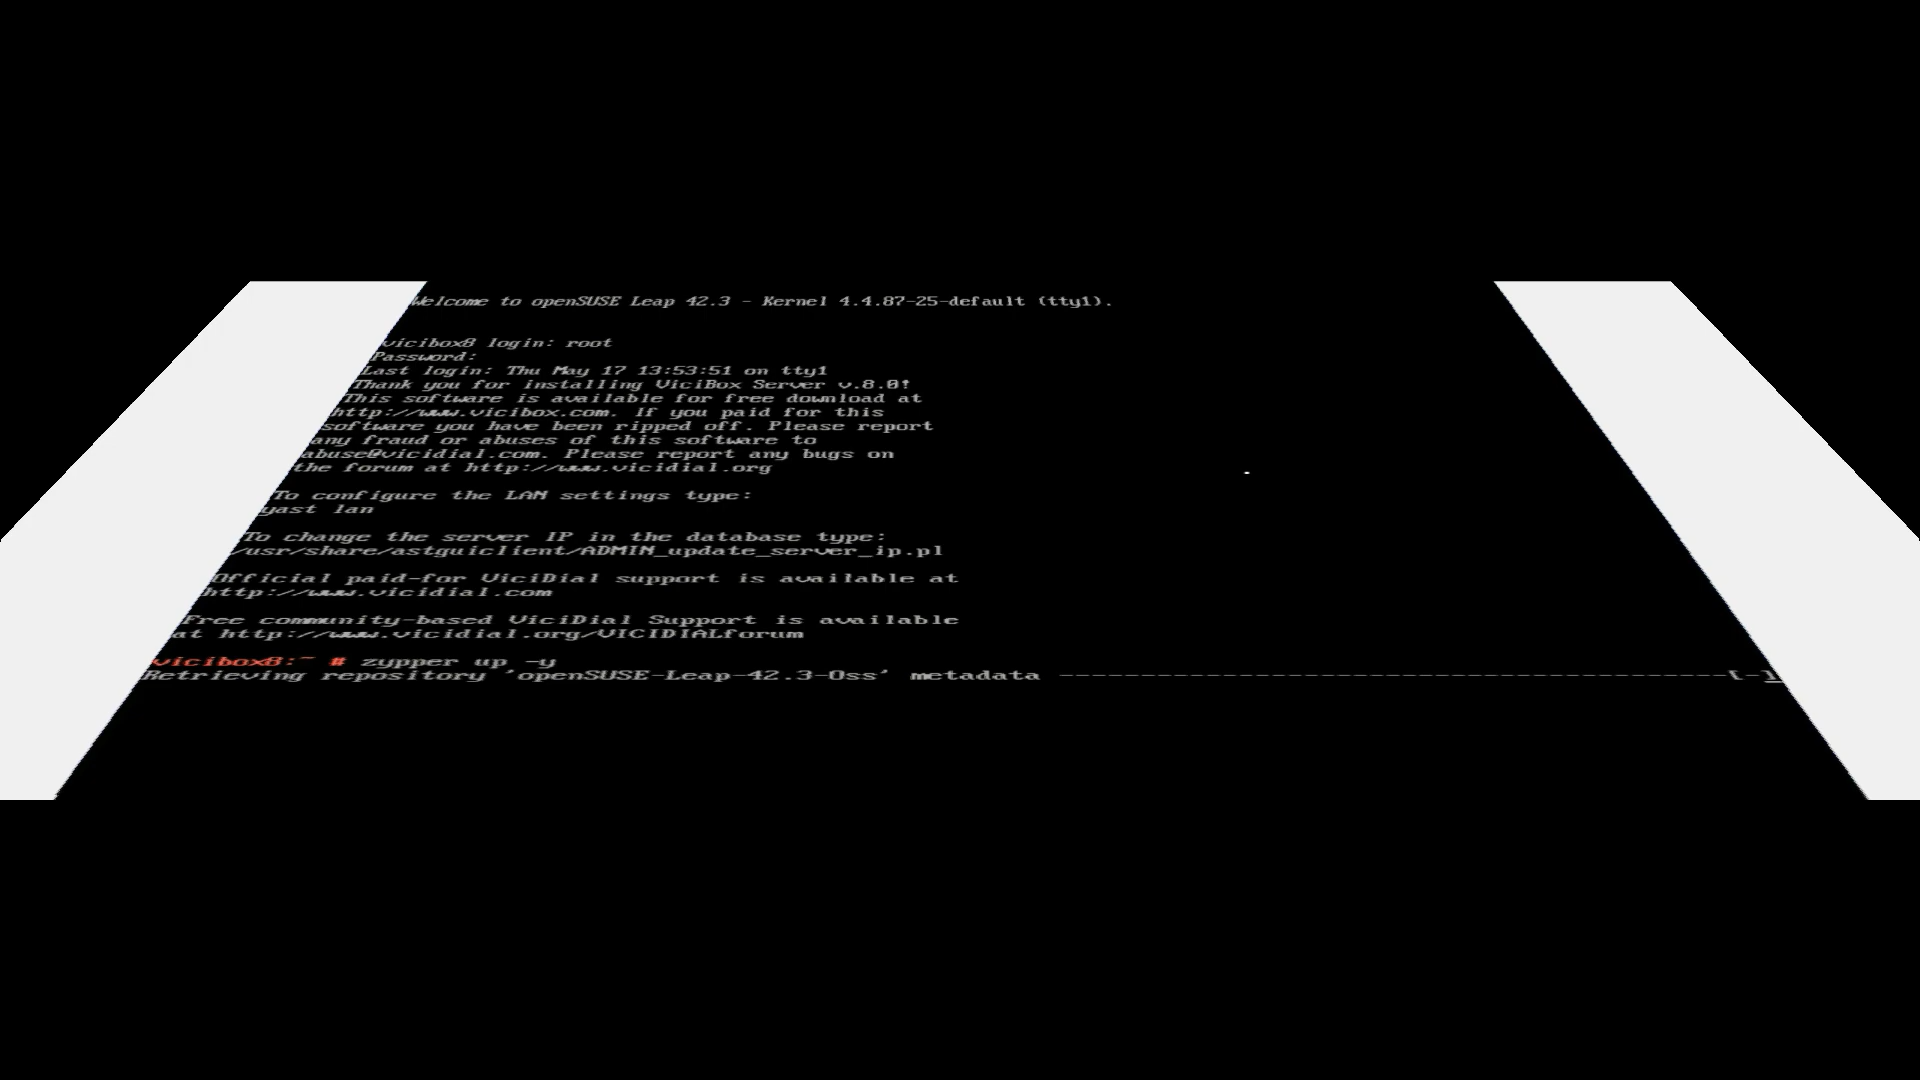 Welcome to openSUSE Leap 42.3 - Kernel 4.4.87-25-default (tty1).
vicibox8 login: root
Password:
Last login: Thu May 17 13:53:51 on tty1
Thank you for installing ViciBox Server v.8.0!
This software is available for free download at
http://www.vicibox.com. If you paid for this
software you have been ripped off. Please report
any fraud or abuses of this software to
abuse@vicidial.com. Please report any bugs on
the forum at http://www.vicidial.org
To configure the LAN settings type:
yast lan
To change the server IP in the database type:
/usr/share/astguiclient/ADMIN_update_server_ip.pl
Official paid-for ViciDial support is available at
http://www.vicidial.com
Free community-based ViciDial Support is available
at http://www.vicidial.org/VICIDIALforum
vicibox8:~ # zypper up -y
Retrieving repository 'openSUSE-Leap-42.3-Oss' metadata -----------------------------------------[-]